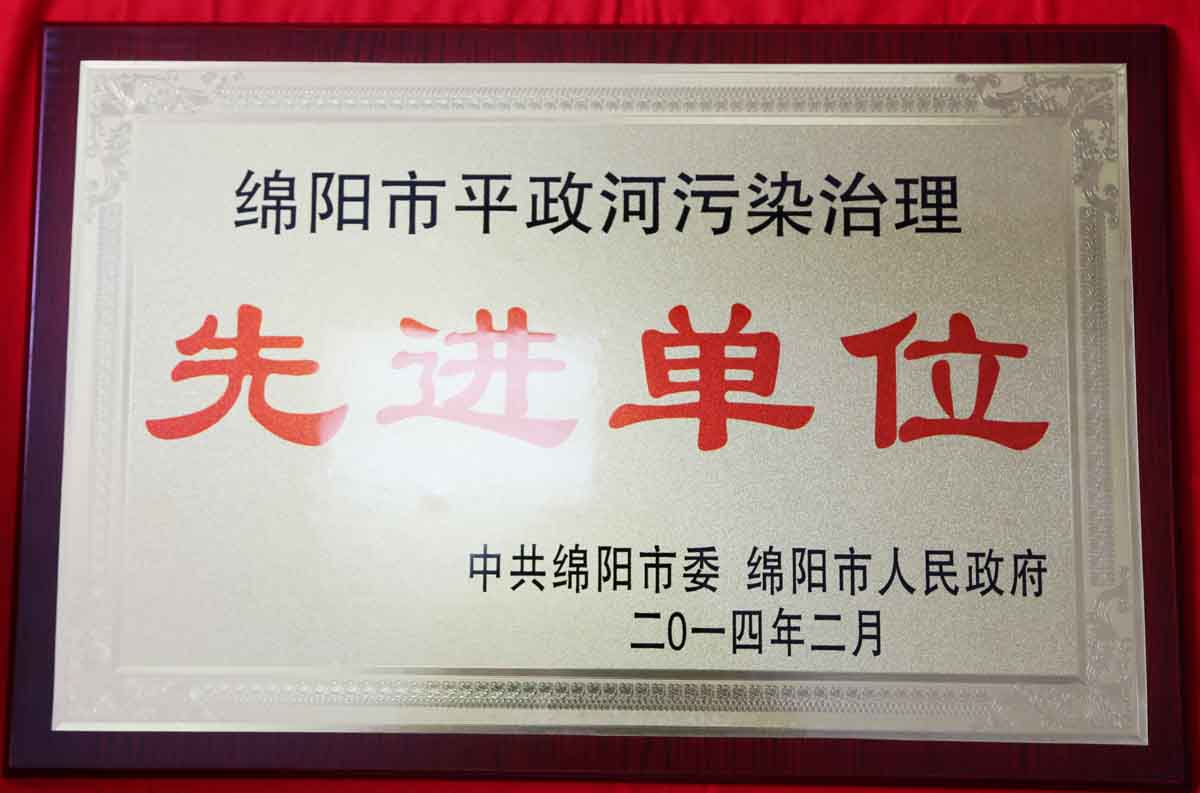 绵阳市平政河污染治理
先进单位
中共绵阳市委 绵阳市人民政府
二0一四年二月